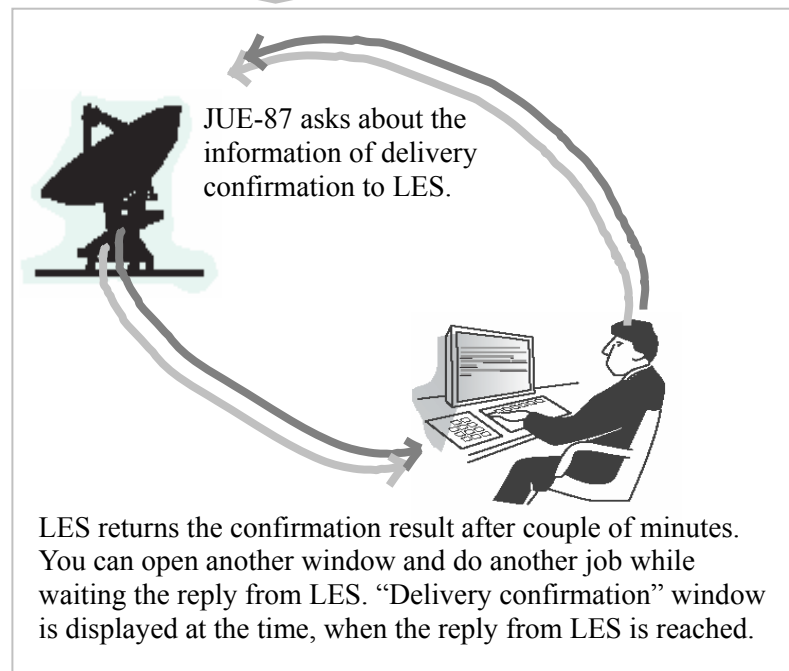 JUE-87 asks about the
information of delivery
confirmation to LES.
LES returns the confirmation result after couple of minutes.
You can open another window and do another job while
waiting the reply from LES. “Delivery confirmation” window
is displayed at the time, when the reply from LES is reached.